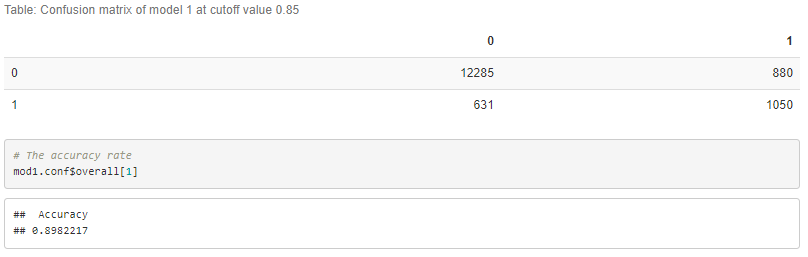 Table: Confusion matrix of model 1 at cutoff value 0.85
0 1
0 12285 880
1 631 1050
# The accuracy rate
mod1.conf$overall[1]
##  Accuracy
## 0.8982217